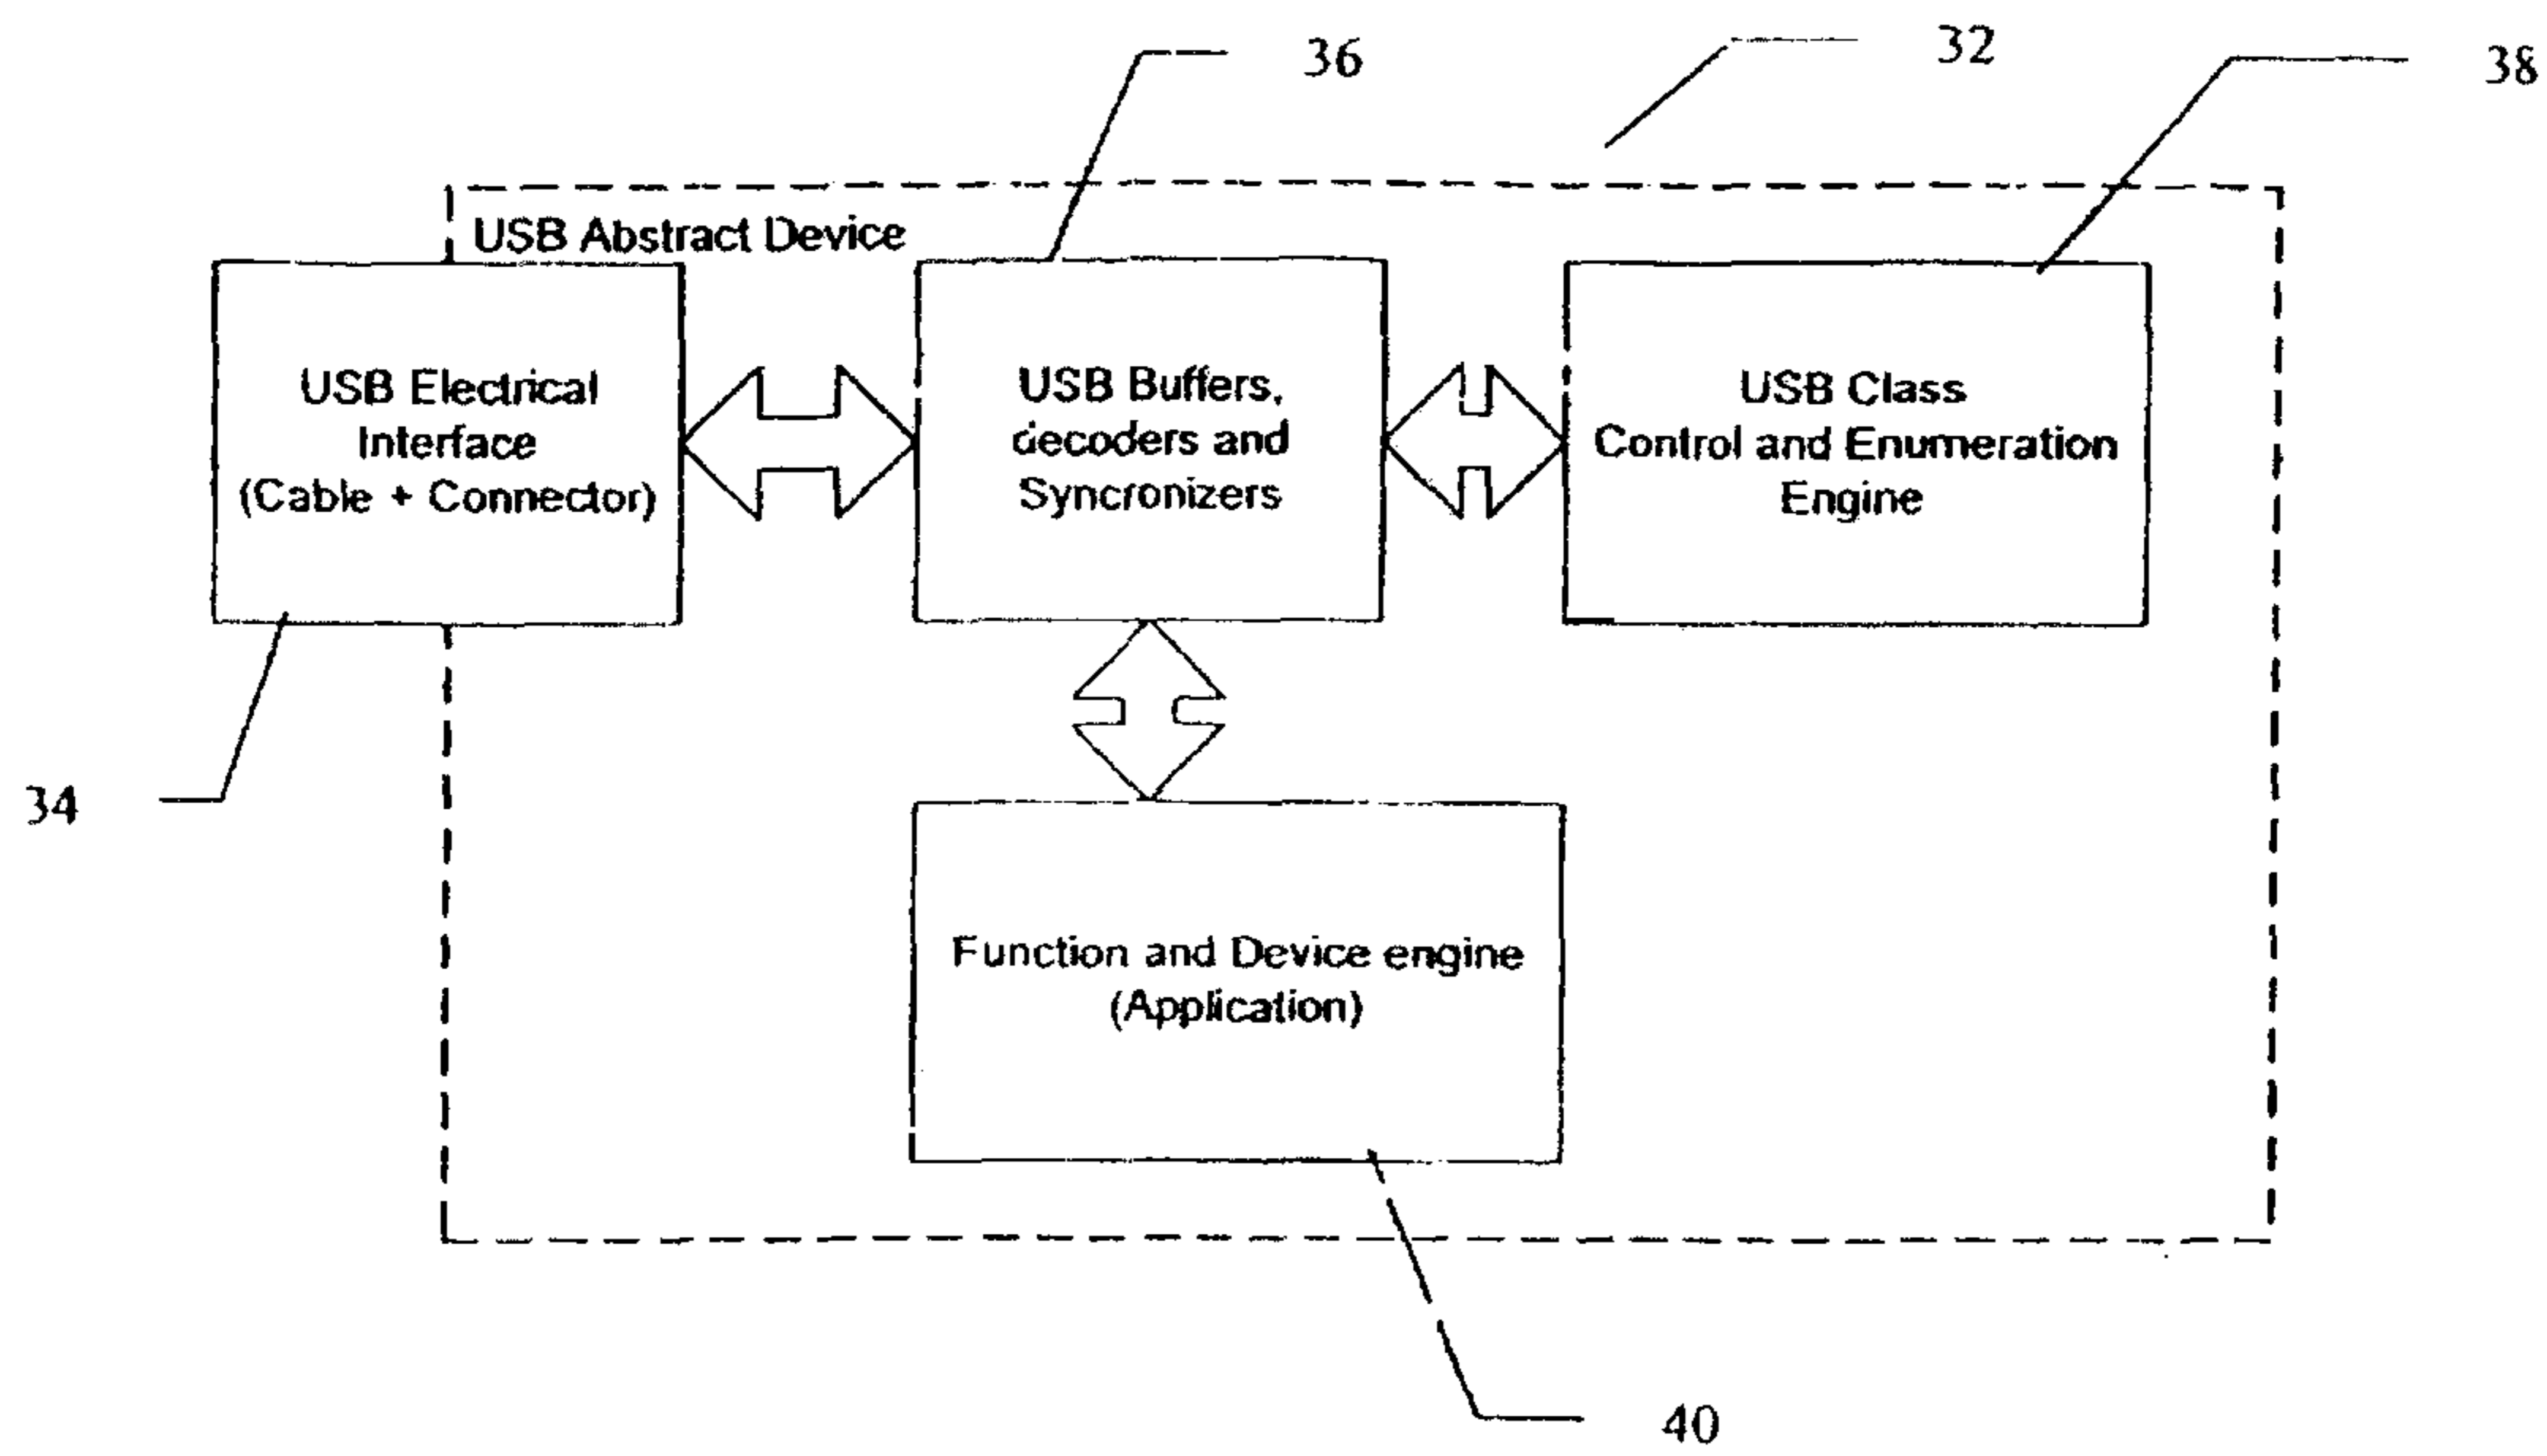 36
32
38
USB Abstract Device
USB Electrical
Interface
(Cable + Connector)
USB Buffers,
decoders and
Syncronizers
USB Class
Control and Enumeration
Engine
34
Function and Device engine
(Application)
40